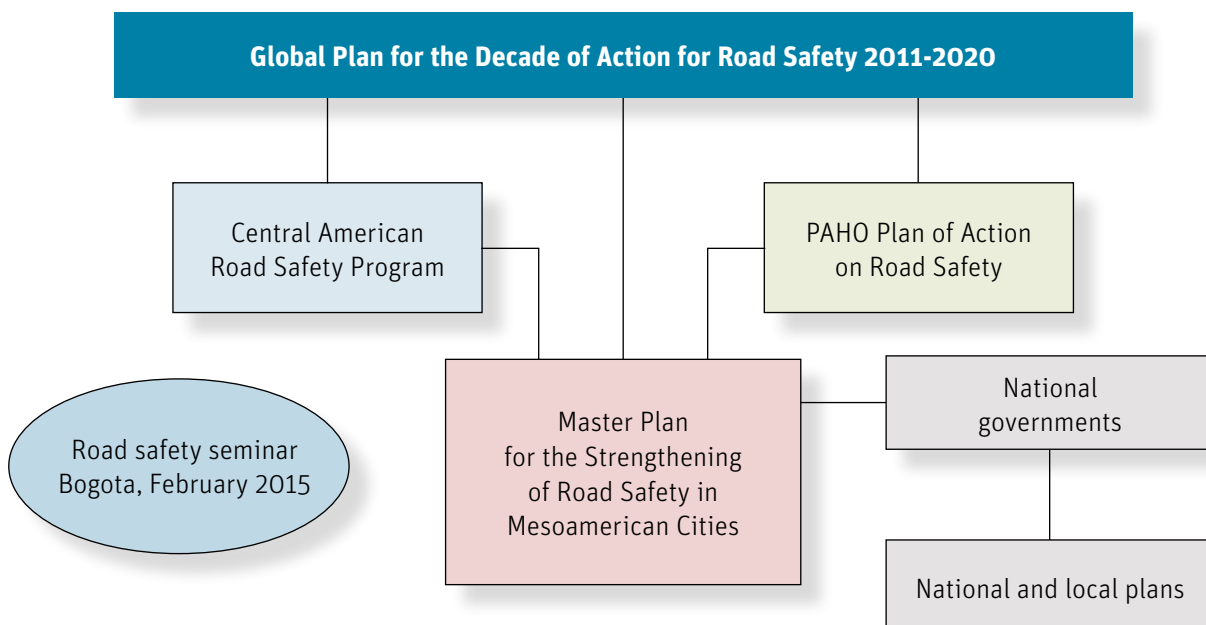 Global Plan for the Decade of Action for Road Safety 2011-2020
Central American
Road Safety Program
PAHO Plan of Action
on Road Safety
Master Plan
for the Strengthening
of Road Safety in
Mesoamerican Cities
National
governments
Road safety seminar
Bogota, February 2015
National and local plans